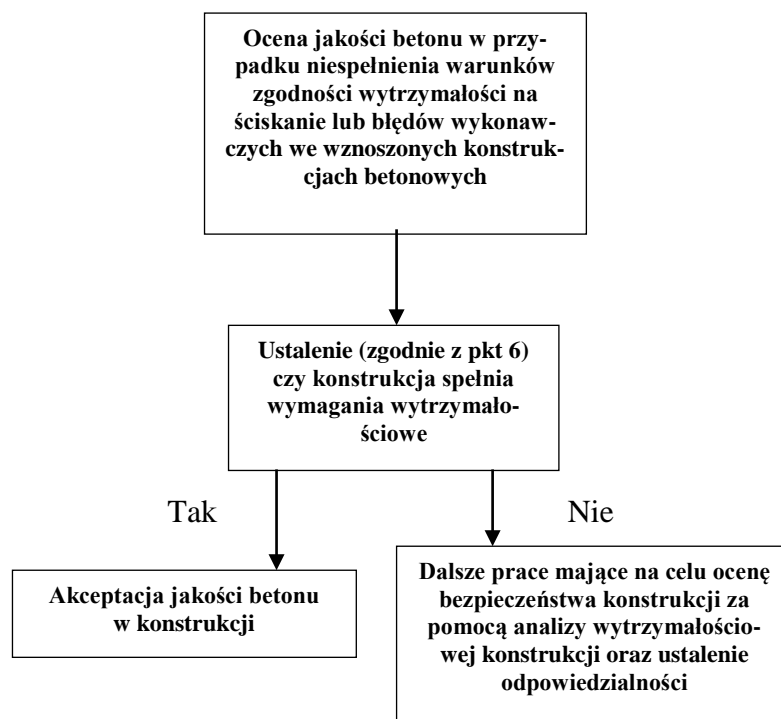 Ocena jakości betonu w przy-
padku niespełnienia warunków
zgodności wytrzymałości na
ściskanie lub błędów wykonaw-
czych we wznoszonych konstruk-
cjach betonowych
Ustalenie (zgodnie z pkt 6)
czy konstrukcja spełnia
wymagania wytrzymało-
ściowe
Tak
Nie
Akceptacja jakości betonu
w konstrukcji
Dalsze prace mające na celu ocenę
bezpieczeństwa konstrukcji za
pomocą analizy wytrzymałościo-
wej konstrukcji oraz ustalenie
odpowiedzialności